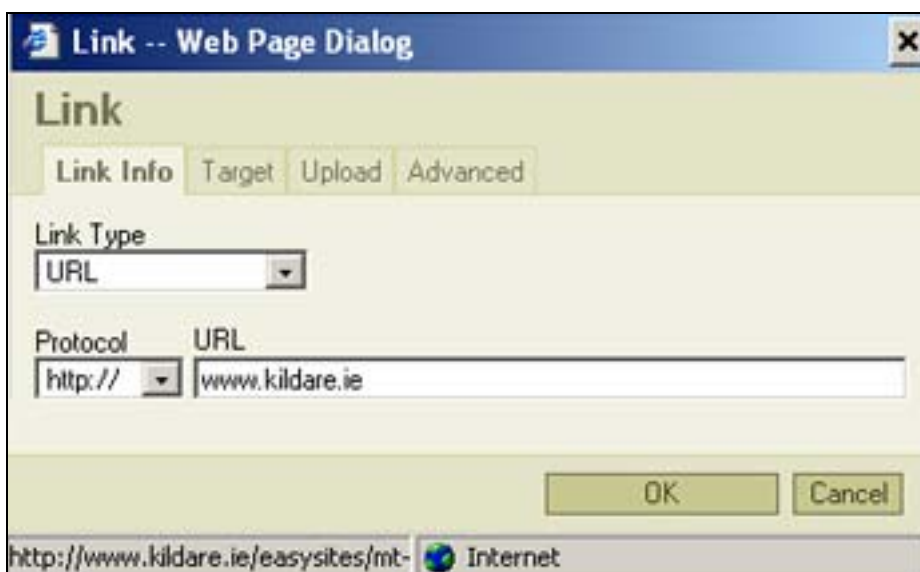 Link -- Web Page Dialog
Link
Link Info Target Upload Advanced
Link Type
URL
Protocol URL
http:// www.kildare.ie
OK Cancel
http://www.kildare.ie/easysites/mt- Internet